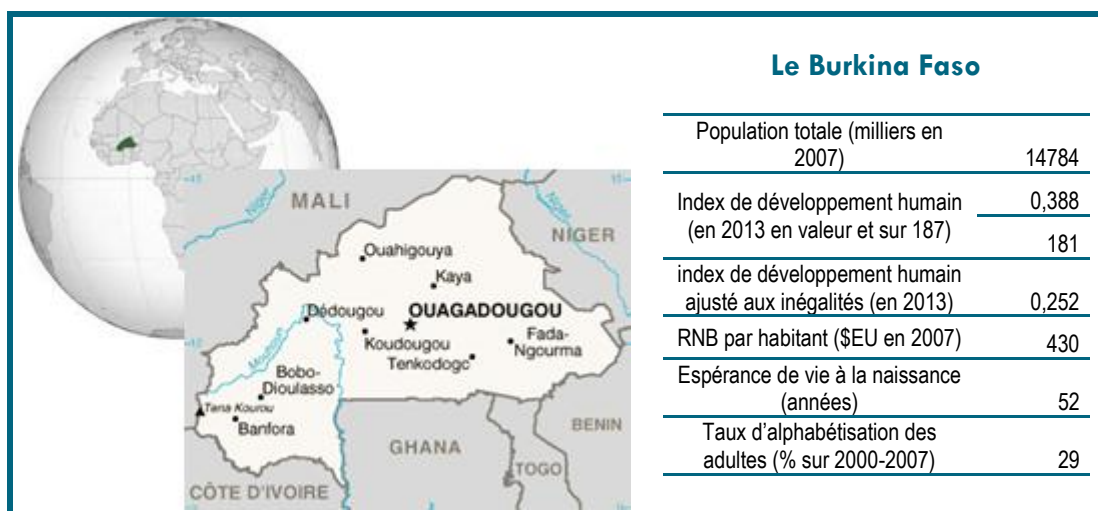 Le Burkina Faso
Population totale (milliers en
2007) 14784
Index de développement humain
(en 2013 en valeur et sur 187)
0,388
181
index de développement humain
ajusté aux inégalités (en 2013) 0,252
RNB par habitant ($EU en 2007) 430
Espérance de vie à la naissance
(années) 52
Taux d’alphabétisation des
adultes (% sur 2000-2007) 29
MALI
Niger
Niger
NIGER
Ouahigouya
Kaya
Dédougou
OUAGADOUGOU
Koudougou
Fada-
Ngourma
Tenkodogo
Mouhoun
Bobo-
Dioulasso
Tena Kourou
Banfora
BENIN
GHANA
TOGO
CÔTE D'IVOIRE